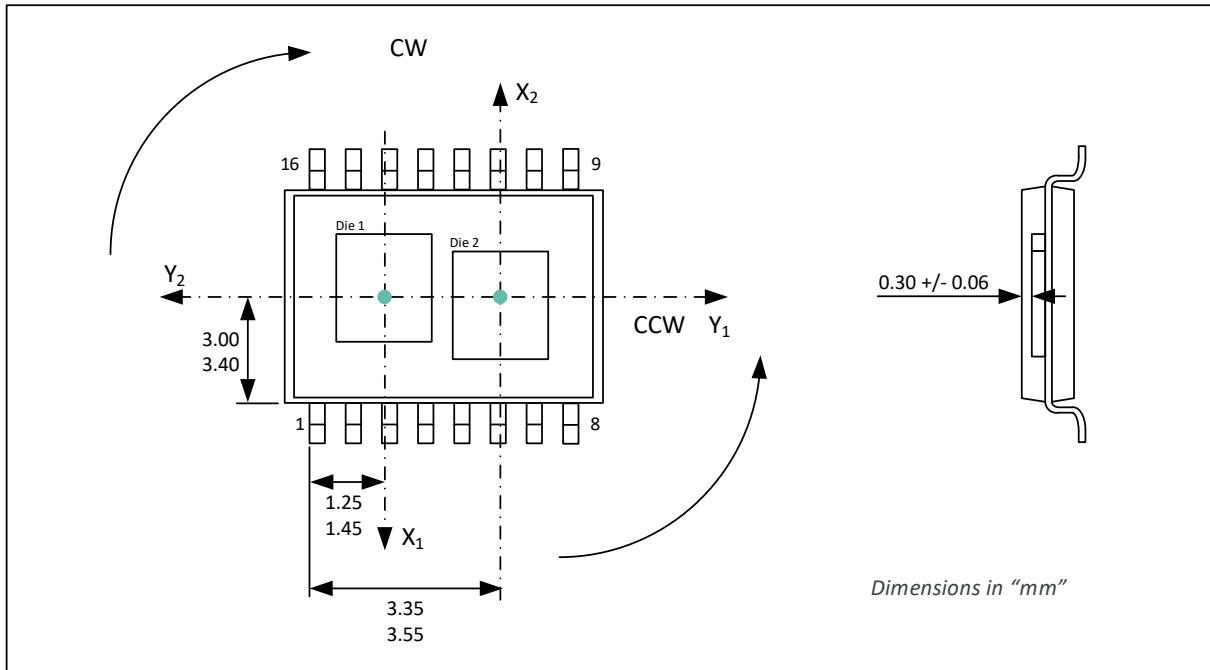 CW
X₂
16
9
Die 1
Die 2
Y₂
0.30 +/- 0.06
CCW
Y₁
3.00
3.40
1
8
1.25
1.45
X₁
3.35
3.55
Dimensions in “mm”